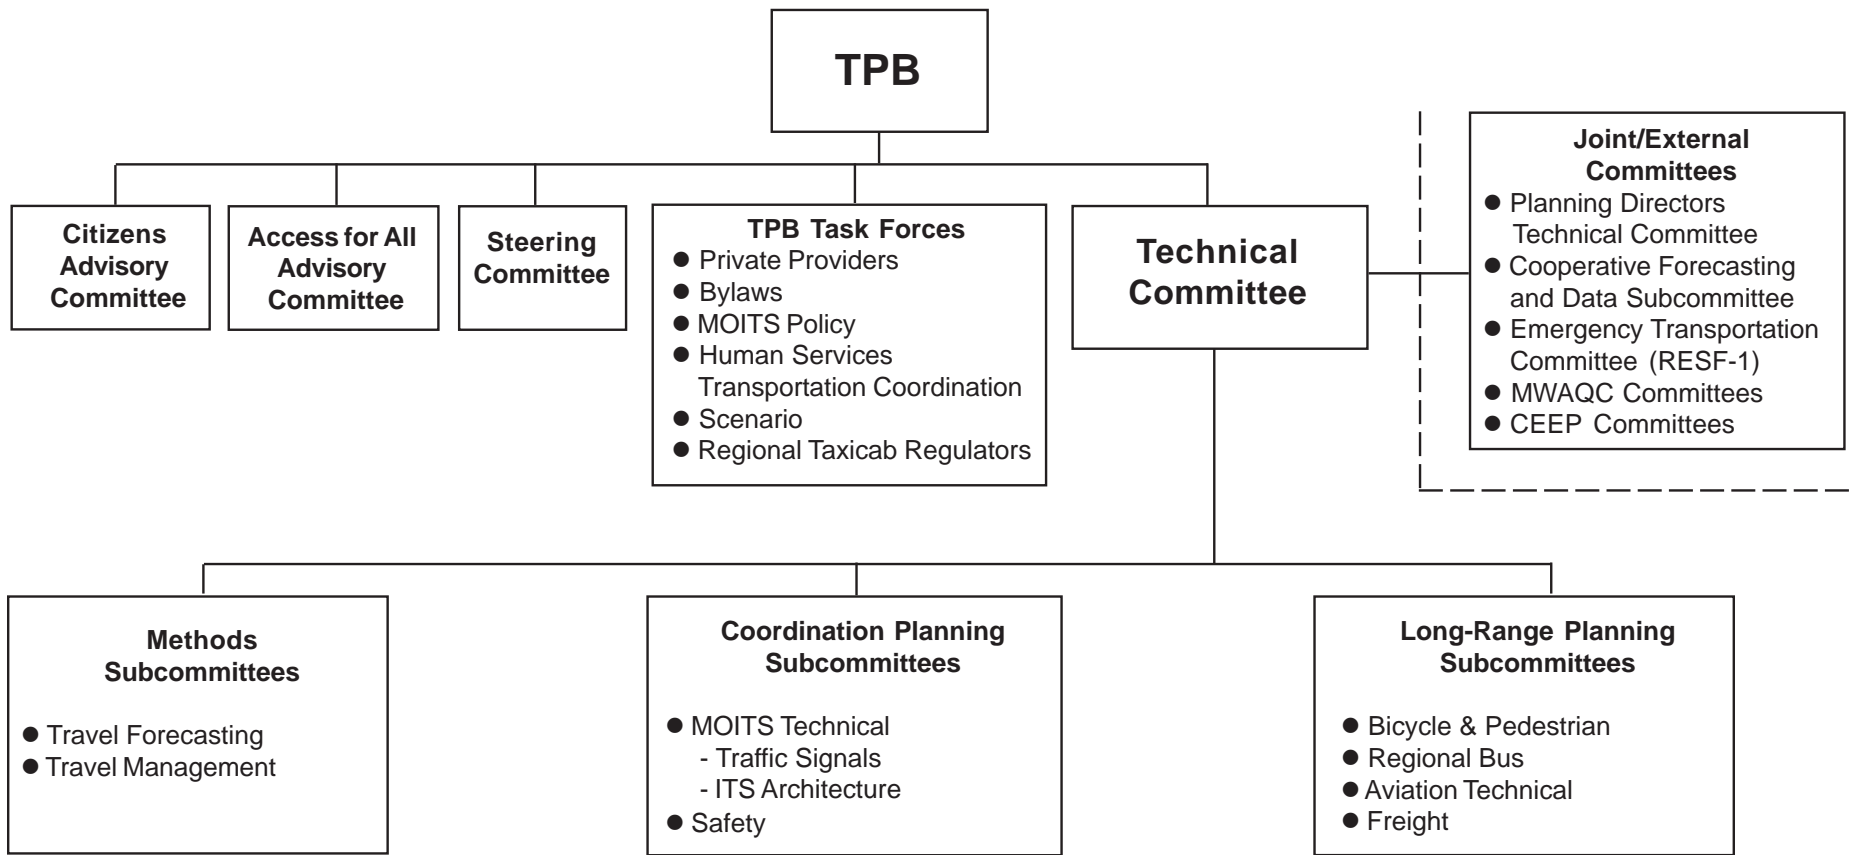 TPB
Citizens
Advisory
Committee
Access for All
Advisory
Committee
Steering
Committee
TPB Task Forces
● Private Providers
● Bylaws
● MOITS Policy
● Human Services
Transportation Coordination
● Scenario
● Regional Taxicab Regulators
Technical
Committee
Joint/External
Committees
● Planning Directors
Technical Committee
● Cooperative Forecasting
and Data Subcommittee
● Emergency Transportation
Committee (RESF-1)
● MWAQC Committees
● CEEP Committees
Methods
Subcommittees
● Travel Forecasting
● Travel Management
Coordination Planning
Subcommittees
● MOITS Technical
- Traffic Signals
- ITS Architecture
● Safety
Long-Range Planning
Subcommittees
● Bicycle & Pedestrian
● Regional Bus
● Aviation Technical
● Freight